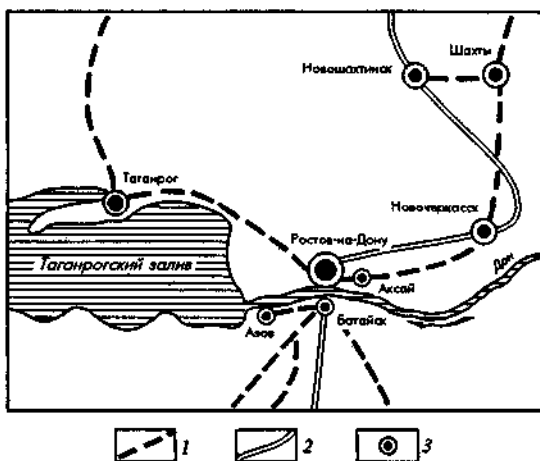 Шахты
Новошахтинск
Таганрог
Новочеркасск
Ростов-на-Дону
Дон
Таганрогский залив
Аксай
Азов
Батайск
1
2
3